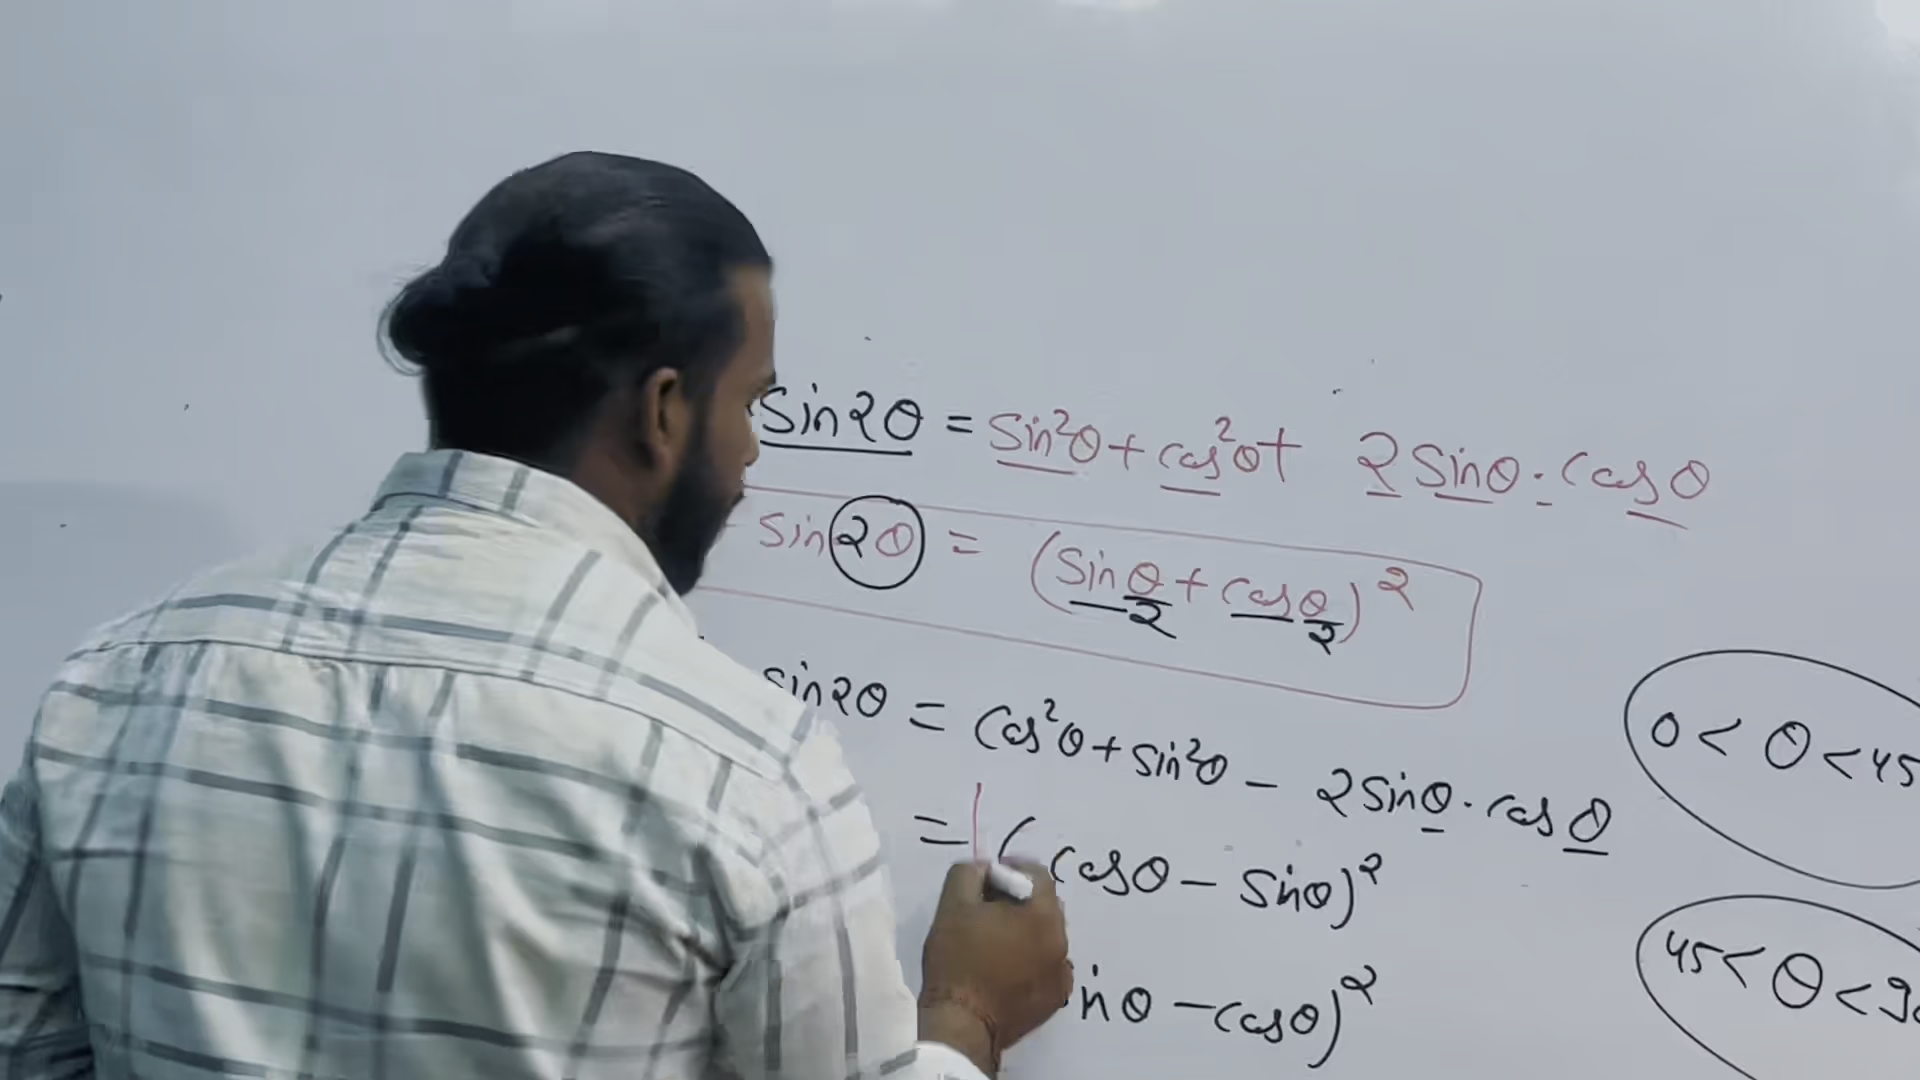 Sin2θ = Sin²θ + cos²θ + 2Sinθ · Cosθ
Sin2θ = (Sinθ/2 + cosθ/2)²
Sin2θ = Cos²θ + Sin²θ - 2Sinθ · cosθ
= (cosθ - Sinθ)²
inθ - cosθ)²
0 < θ < 45
45 < θ < 9